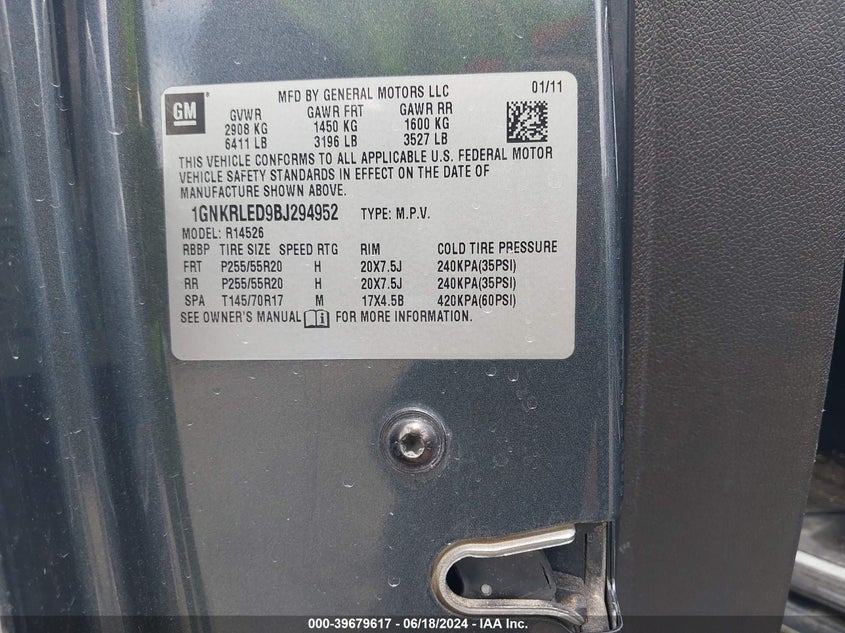 GM
MFD BY GENERAL MOTORS LLC 01/11
GVWR GAWR FRT GAWR RR
2908 KG 1450 KG 1600 KG
6411 LB 3196 LB 3527 LB
THIS VEHICLE CONFORMS TO ALL APPLICABLE U.S. FEDERAL MOTOR
VEHICLE SAFETY STANDARDS IN EFFECT ON THE DATE OF
MANUFACTURE SHOWN ABOVE.
1GNKRLED9BJ294952 TYPE: M.P.V.
MODEL: R14526
RBBP TIRE SIZE SPEED RTG RIM COLD TIRE PRESSURE
FRT P255/55R20 H 20X7.5J 240KPA(35PSI)
RR P255/55R20 H 20X7.5J 240KPA(35PSI)
SPA T145/70R17 M 17X4.5B 420KPA(60PSI)
SEE OWNER'S MANUAL FOR MORE INFORMATION.
000-39679617 - 06/18/2024 - IAA Inc.